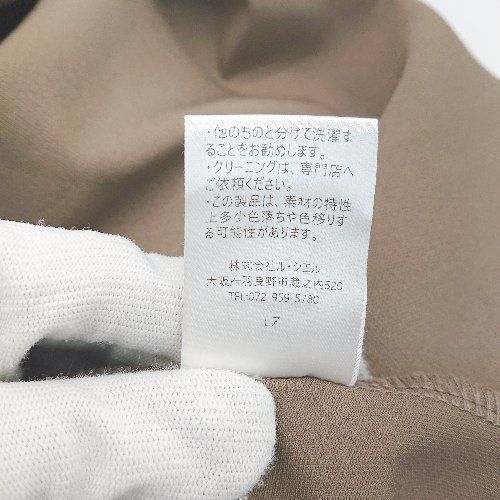 ・他のものと分けて洗濯す
ることをお勧めします。
・クリーニングは、専門店へ
ご依頼ください。
・この製品は、素材の特性
上多少色落ちや色移りす
る可能性があります。
株式会社ル・シエル
大阪府羽曳野市蔵之内520
TEL:072-959-5780
L7